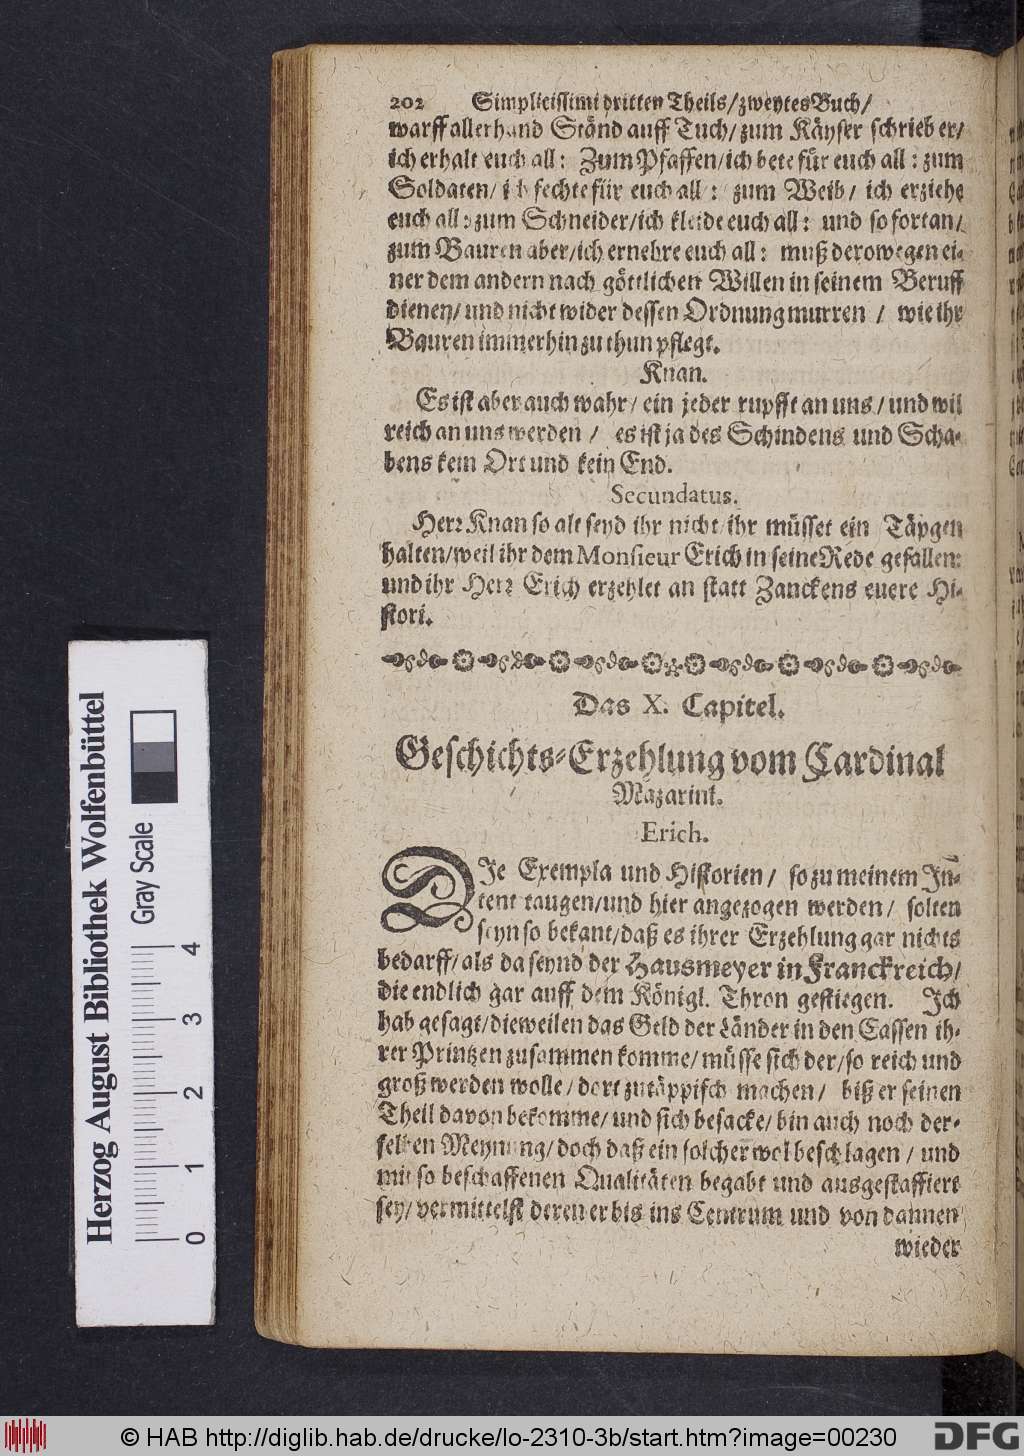 202 Simplicissimi dritten Theils/ zweytes Buch/
warff allerhand Ständ auff Tuch/ zum Käyser schrieb er/
ich erhalt euch all: Zum Pfaffen/ ich bete für euch all: zum
Soldaten/ ich fechte für euch all: zum Weib/ ich erziehe
euch all: zum Schneider/ ich kleide euch all: und so fortan/
zum Bauren aber/ ich ernehre euch all: muß derowegen ei-
ner dem andern nach göttlichen Willen in seinem Beruff
dienen/ und nicht wider dessen Ordnung murren/ wie ihr
Bauren immerhin zu thun pflegt.
Knan.
Es ist aber auch wahr/ ein jeder rupfft an uns/ und wil
reich an uns werden/ es ist ja des Schindens und Scha-
bens kein Ort und kein End.
Secundatus.
Herr Knan so alt seyd ihr nicht/ ihr müsset ein Täpgen
halten/ weil ihr dem Monsieur Erich in seine Rede gefallen:
und ihr Herr Erich erzehlet an statt Zanckens euere Hi-
stori.
Das X. Capitel.
Geschichts-Erzehlung vom Cardinal
Mazarini.
Erich.
DIe Exempla und Historien/ so zu meinem In-
tent taugen/ und hier angezogen werden/ solten
seyn so bekant/ daß es ihrer Erzehlung gar nichts
bedarff/ als da seynd der Hausmeyer in Franckreich/
die endlich gar auff dem Königl. Thron gestiegen. Ich
hab gesagt/ dieweilen das Geld der Länder in den Cassen ih-
rer Printzen zusammen komme/ müsse sich der/ so reich und
groß werden wolle/ dort zutäppisch machen/ biß er seinen
Theil davon bekomme/ und sich besacke/ bin auch noch der-
selben Meynung/ doch daß ein solcher wol beschlagen/ und
mit so beschaffenen Qualitäten begabt und ausgestaffiert
sey/ vermittelst deren er bis ins Centrum und von dannen
wieder
Herzog August Bibliothek Wolfenbüttel
Gray Scale
0 1 2 3 4
© HAB http://diglib.hab.de/drucke/lo-2310-3b/start.htm?image=00230
DFG